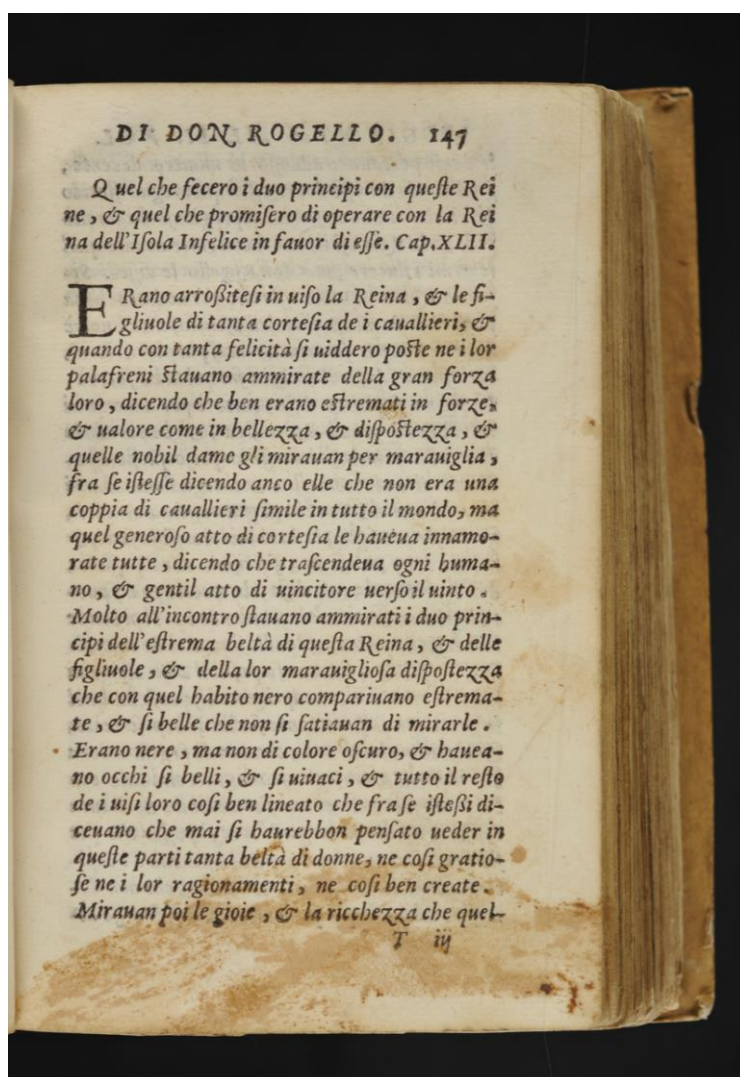 DI DON ROGELLO. 147
Quel che fecero i duo principi con queste Rei
ne, & quel che promisero di operare con la Rei
na dell'Isola Infelice in fauor di esse. Cap. XLII.
ERano arroßitesi in uiso la Reina, & le fi-
gliuole di tanta cortesia de i cauallieri, &
quando con tanta felicità si uiddero poste ne i lor
palafreni stauano ammirate della gran forza
loro, dicendo che ben erano estremati in forze,
& ualore come in bellezza, & dispostezza, &
quelle nobil dame gli mirauan per marauiglia,
fra se istesse dicendo anco elle che non era una
coppia di cauallieri simile in tutto il mondo, ma
quel generoso atto di cortesia le haueua innamo-
rate tutte, dicendo che trascendeua ogni huma-
no, & gentil atto di uincitore uerso il uinto.
Molto all'incontro stauano ammirati i duo prin-
cipi dell'estrema beltà di questa Reina, & delle
figliuole, & della lor marauigliosa dispostezza
che con quel habito nero compariuano estrema-
te, & si belle che non si satiauan di mirarle.
Erano nere, ma non di colore oscuro, & hauea-
no occhi si belli, & si uiuaci, & tutto il resto
de i uisi loro cosi ben lineato che fra se isteßi di-
ceuano che mai si haurebbon pensato ueder in
queste parti tanta beltà di donne, ne cosi gratio-
se ne i lor ragionamenti, ne cosi ben create.
Mirauan poi le gioie, & la ricchezza che quel-
T iij